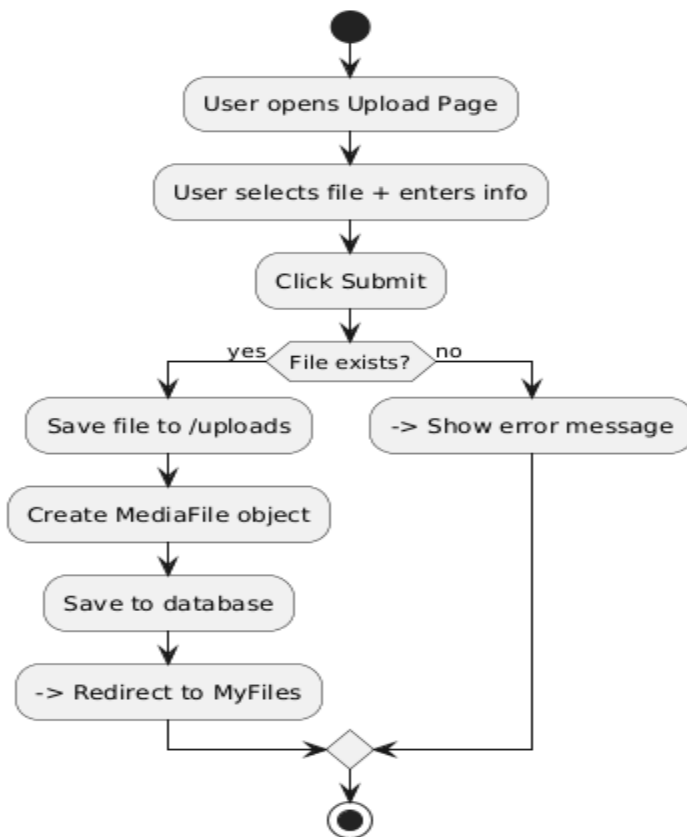 User opens Upload Page
User selects file + enters info
Click Submit
yes
File exists?
no
Save file to /uploads
-> Show error message
Create MediaFile object
Save to database
-> Redirect to MyFiles